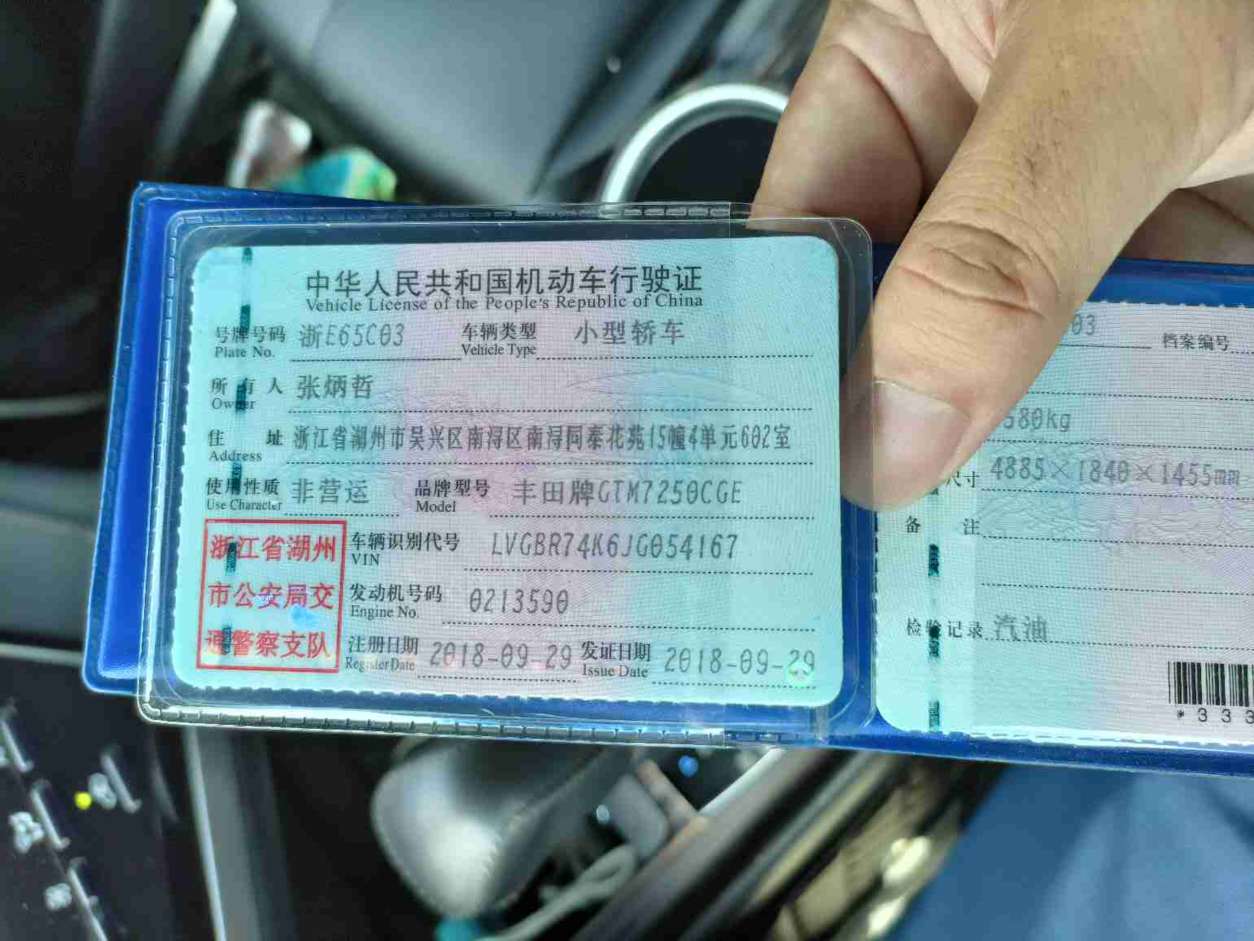 中华人民共和国机动车行驶证
Vehicle License of the People's Republic of China
号牌号码 浙E65C03 车辆类型 小型轿车
Plate No. Vehicle Type
所有人 张炳哲
Owner
住址 浙江省湖州市吴兴区南浔区南浔同泰花苑15幢4单元602室
Address
使用性质 非营运 品牌型号 丰田牌GTM7250CGE
Use Character Model
浙江省湖州
市公安局交
通警察支队
车辆识别代号 LVGBR74K6JG054167
VIN
发动机号码 0213590
Engine No.
注册日期 2018-09-29 发证日期 2018-09-29
Register Date Issue Date
03 档案编号
580kg
尺寸 4885×1840×1455mm
备注
检验记录 汽油
*333